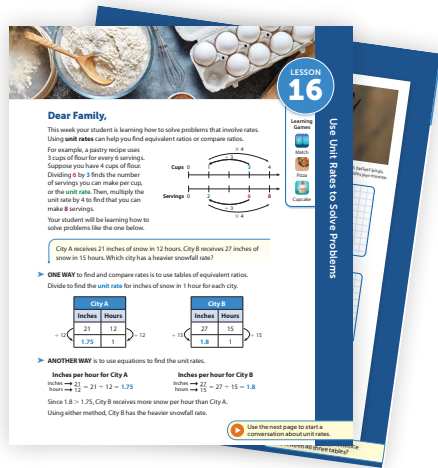 LESSON
16
Use Unit Rates to Solve Problems
Learning
Games
Match
Pizza
Cupcake
Dear Family,
This week your student is learning how to solve problems that involve rates.
Using unit rates can help you find equivalent ratios or compare ratios.
For example, a pastry recipe uses
3 cups of flour for every 6 servings.
Suppose you have 4 cups of flour.
Dividing 6 by 3 finds the number
of servings you can make per cup,
or the unit rate. Then, multiply the
unit rate by 4 to find that you can
make 8 servings.
Your student will be learning how to
solve problems like the one below.
× 4
÷ 3
Cups 0 1 3 4
Servings 0 2 6 8
÷ 3
× 4
City A receives 21 inches of snow in 12 hours. City B receives 27 inches of
snow in 15 hours. Which city has a heavier snowfall rate?
➤ ONE WAY to find and compare rates is to use tables of equivalent ratios.
Divide to find the unit rate for inches of snow in 1 hour for each city.
City A
Inches Hours
21 12
÷ 12 ÷ 12
1.75 1
City B
Inches Hours
27 15
÷ 15 ÷ 15
1.8 1
➤ ANOTHER WAY is to use equations to find the unit rates.
Inches per hour for City A
inches → 21
hours → 12 = 21 ÷ 12 = 1.75
Inches per hour for City B
inches → 27
hours → 15 = 27 ÷ 15 = 1.8
Since 1.8 > 1.75, City B receives more snow per hour than City A.
Using either method, City B has the heavier snowfall rate.
Use the next page to start a
conversation about unit rates.